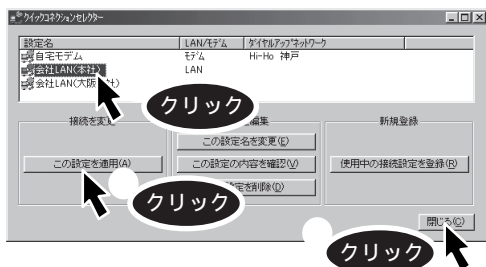 クイックコネクションセレクター
設定名 LAN/モデム ダイヤルアップネットワーク
自宅モデム モデム Hi-Ho 神戸
会社LAN(本社) LAN
会社LAN(大阪 社)
クリック
接続を変更 編集 新規登録
この設定名を変更(E)
この設定を適用(A) この設定の内容を確認(V) 使用中の接続設定を登録(R)
定を削除(D)
クリック
閉じる(C)
クリック